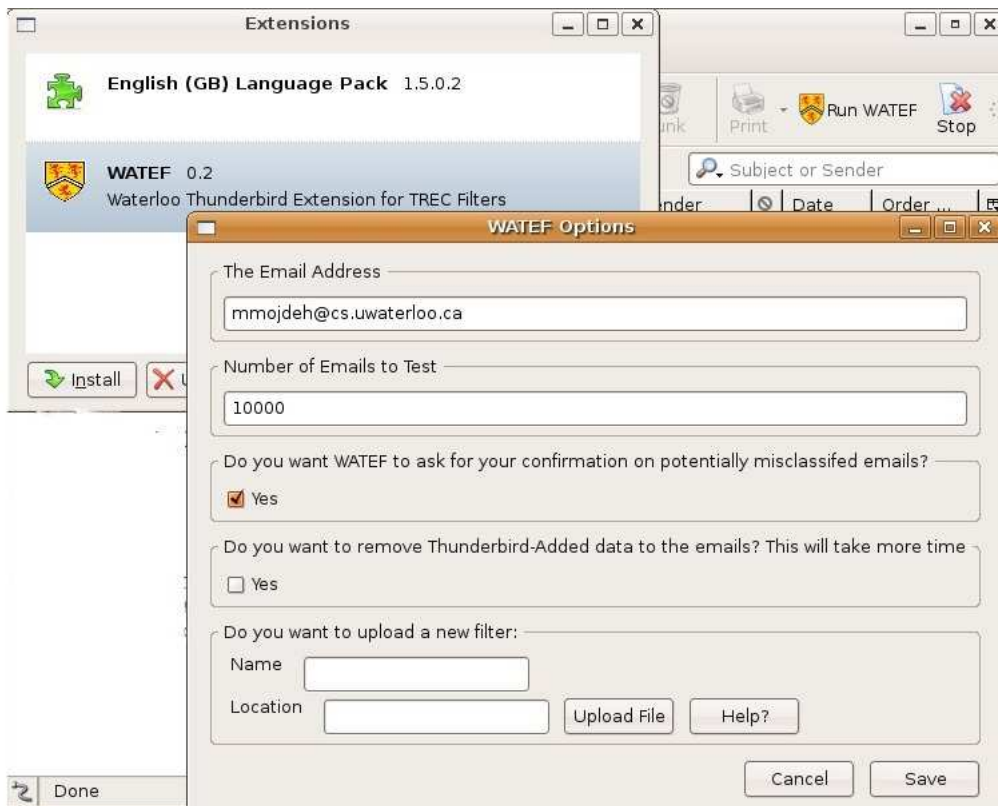 Extensions
English (GB) Language Pack 1.5.0.2
WATEF 0.2
Waterloo Thunderbird Extension for TREC Filters
Install
Print
Run WATEF
Stop
Subject or Sender
Date
Order ...
WATEF Options
The Email Address
mmojdeh@cs.uwaterloo.ca
Number of Emails to Test
10000
Do you want WATEF to ask for your confirmation on potentially misclassifed emails?
Yes
Do you want to remove Thunderbird-Added data to the emails? This will take more time
Yes
Do you want to upload a new filter:
Name
Location
Upload File
Help?
Cancel
Save
Done